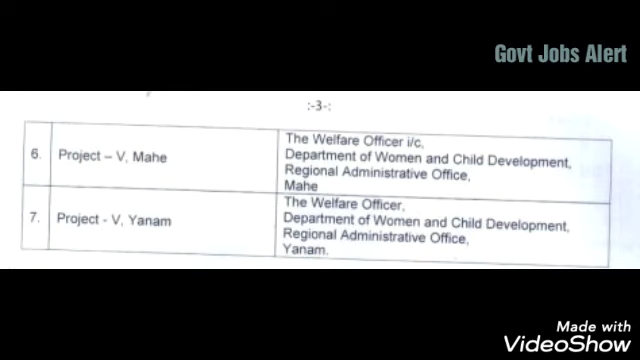 Govt Jobs Alert
:-3-:
6. Project – V, Mahe
The Welfare Officer i/c,
Department of Women and Child Development,
Regional Administrative Office,
Mahe
7. Project - V, Yanam
The Welfare Officer,
Department of Women and Child Development,
Regional Administrative Office,
Yanam.
Made with
VideoShow